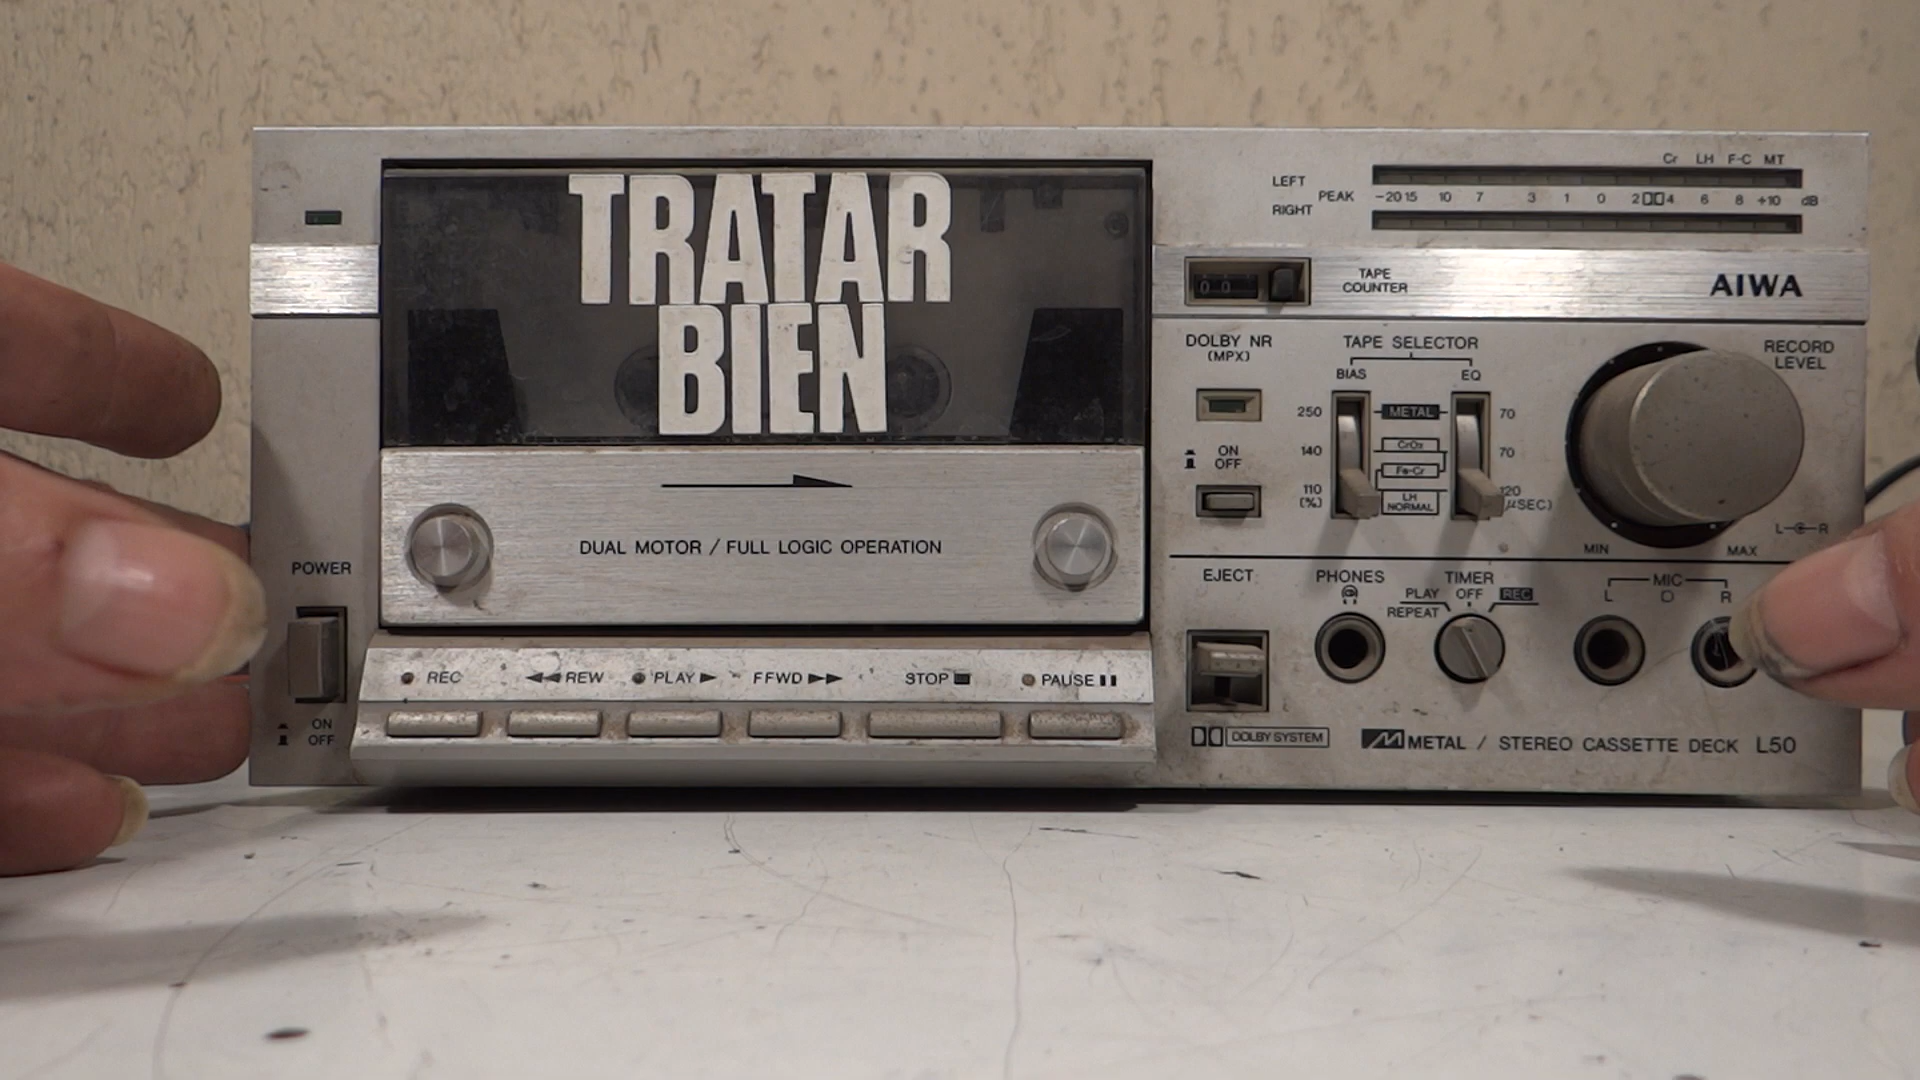 TRATAR
BIEN
Cr LH F-C MT
LEFT
PEAK
RIGHT
-20 15 10 7 3 1 0 2 4 6 8 +10 dB
TAPE
COUNTER
AIWA
DOLBY NR
(MPX)
ON
OFF
TAPE SELECTOR
BIAS EQ
250 METAL 70
140 CrO2 70
Fe-Cr
110 LH 120
(%) NORMAL (μSEC)
RECORD
LEVEL
L R
MIN MAX
DUAL MOTOR / FULL LOGIC OPERATION
POWER
ON
OFF
REC
REW
PLAY
FFWD
STOP
PAUSE
EJECT
PHONES
TIMER
PLAY OFF REC
REPEAT
MIC
L R
DOLBY SYSTEM
METAL / STEREO CASSETTE DECK L50